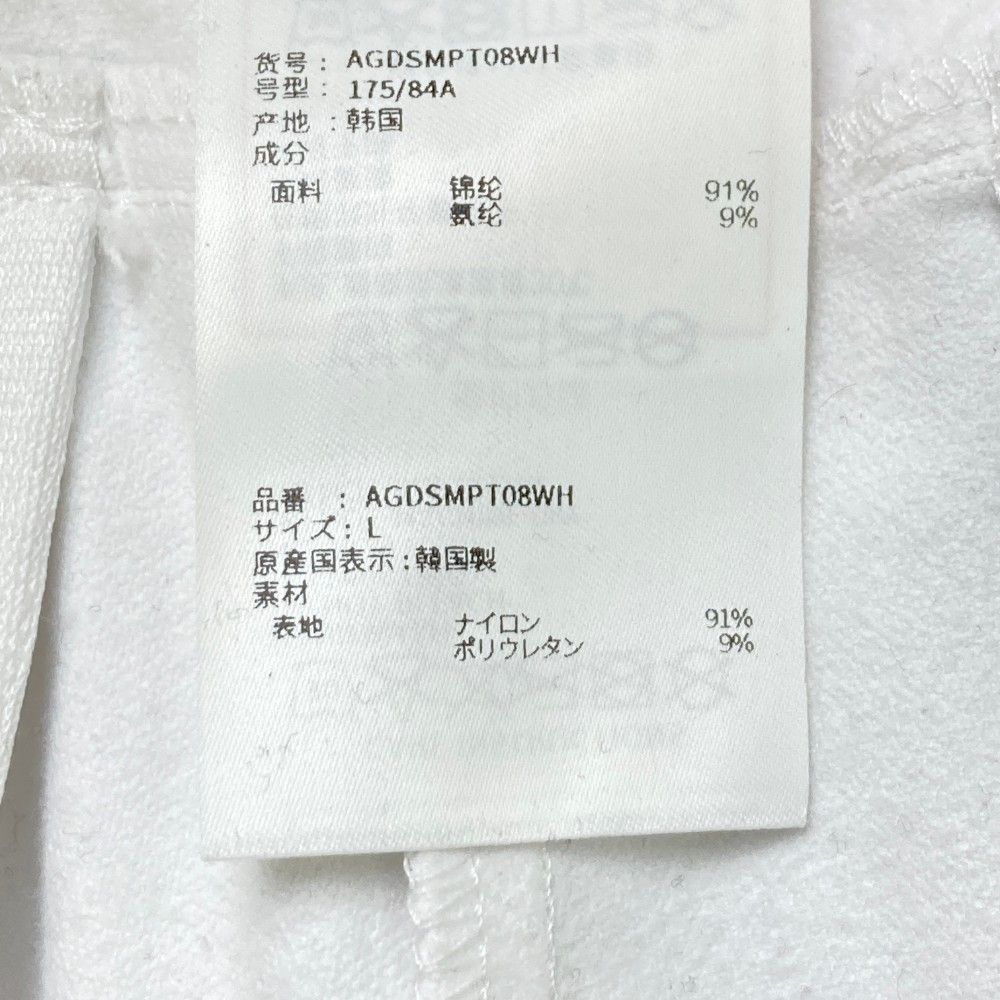 货号: AGDSMPT08WH
号型: 175/84A
产地 : 韩国
成分
面料 锦纶 91%
氨纶 9%
品番 : AGDSMPT08WH
サイズ: L
原産国表示:韓国製
素材
表地 ナイロン 91%
ポリウレタン 9%